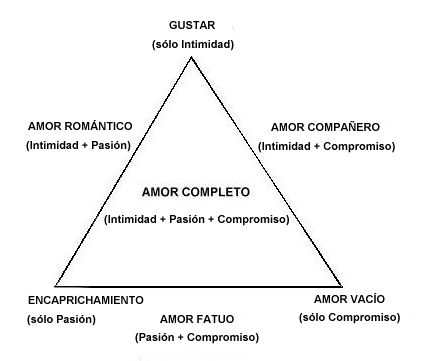 GUSTAR
(sólo Intimidad)
AMOR ROMÁNTICO
(Intimidad + Pasión)
AMOR COMPAÑERO
(Intimidad + Compromiso)
AMOR COMPLETO
(Intimidad + Pasión + Compromiso)
ENCAPRICHAMIENTO
(sólo Pasión)
AMOR FATUO
(Pasión + Compromiso)
AMOR VACÍO
(sólo Compromiso)